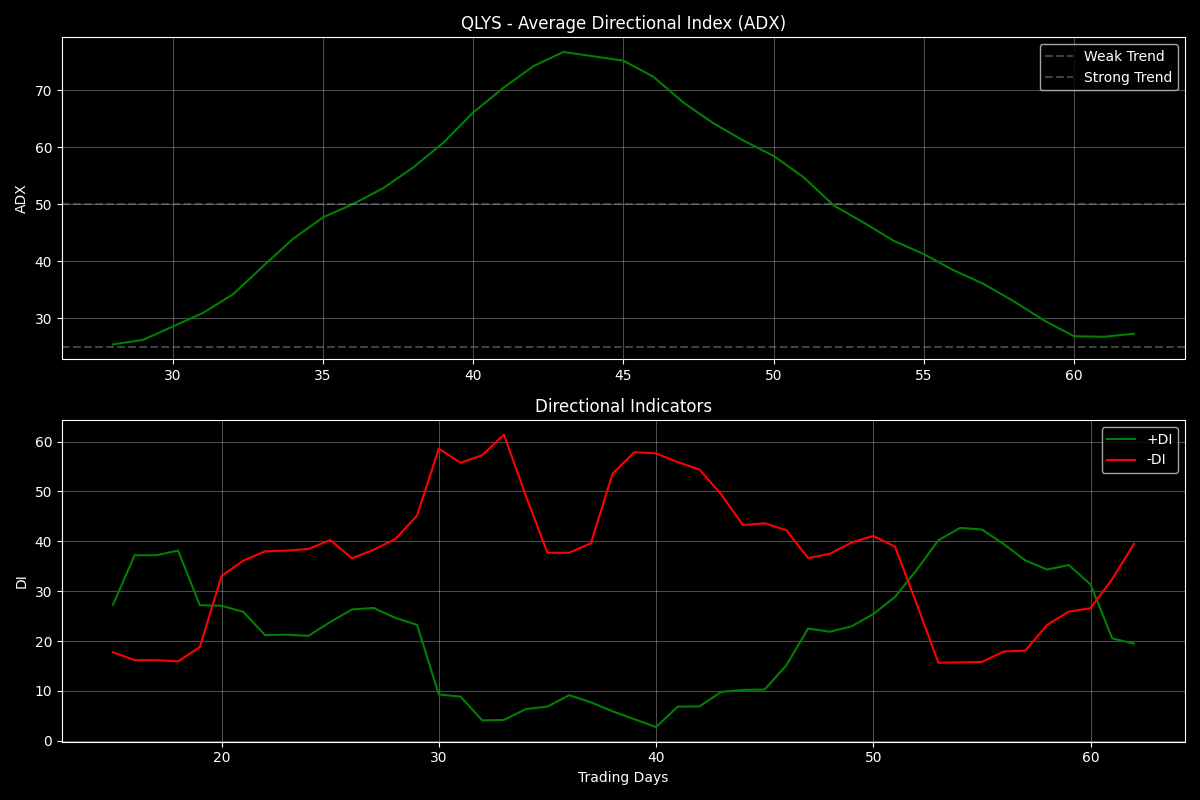 QLYS - Average Directional Index (ADX)
Weak Trend
Strong Trend
ADX
70
60
50
40
30
30
35
40
45
50
55
60
Directional Indicators
+DI
-DI
DI
60
50
40
30
20
10
0
20
30
40
50
60
Trading Days